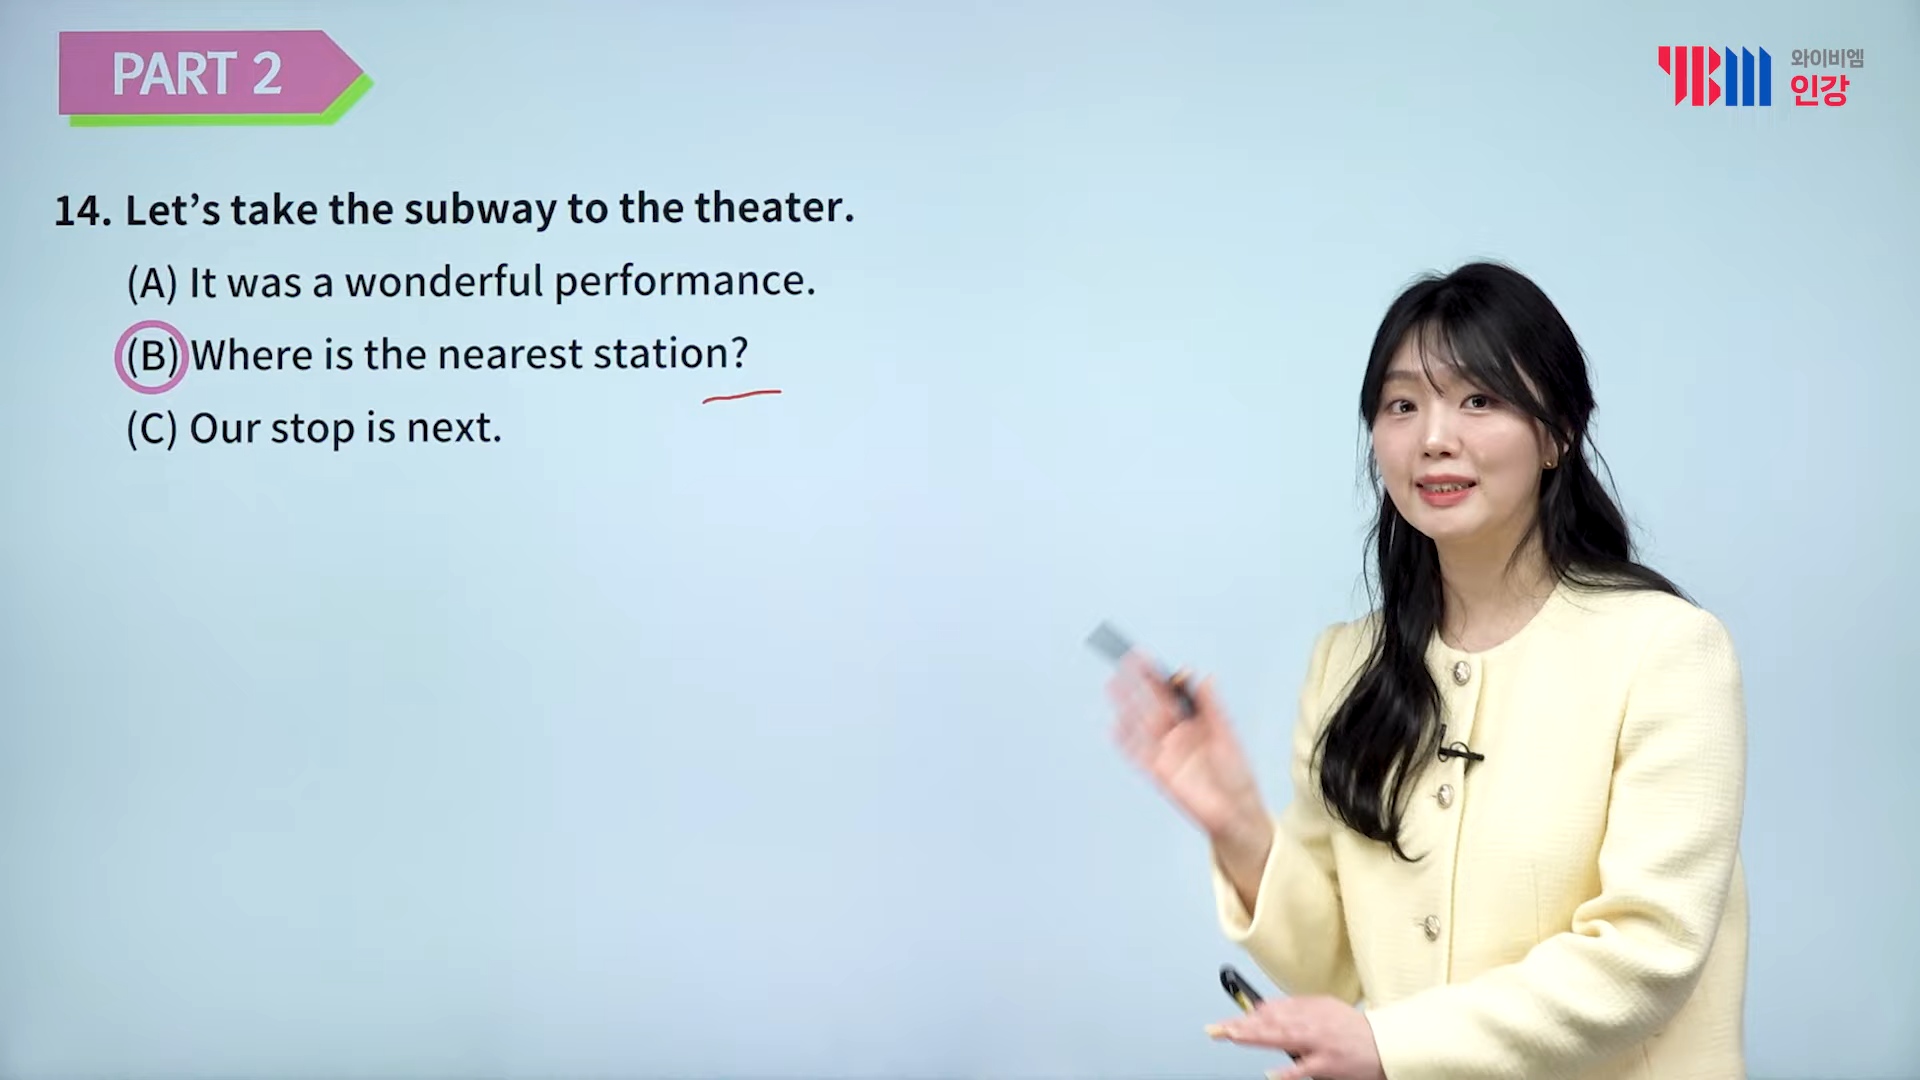 PART 2
YBM 와이비엠
인강
14. Let's take the subway to the theater.
(A) It was a wonderful performance.
(B) Where is the nearest station?
(C) Our stop is next.